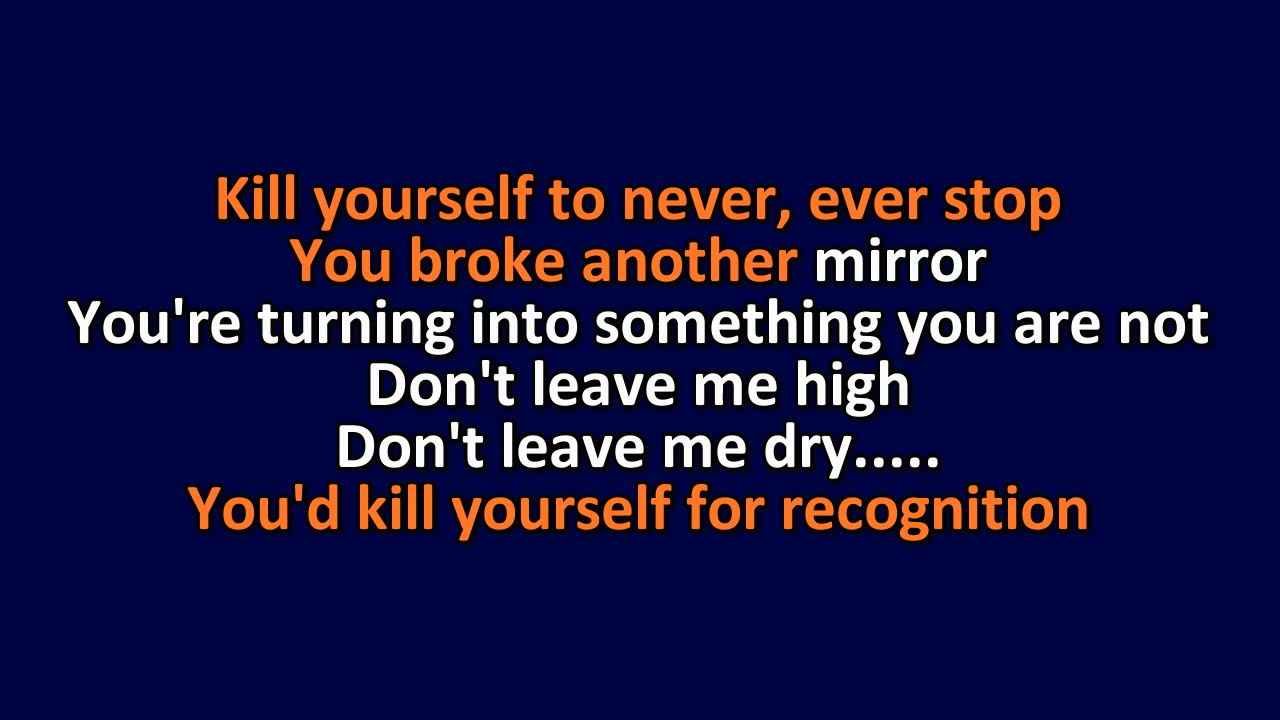 Kill yourself to never, ever stop
You broke another mirror
You're turning into something you are not
Don't leave me high
Don't leave me dry.....
You'd kill yourself for recognition